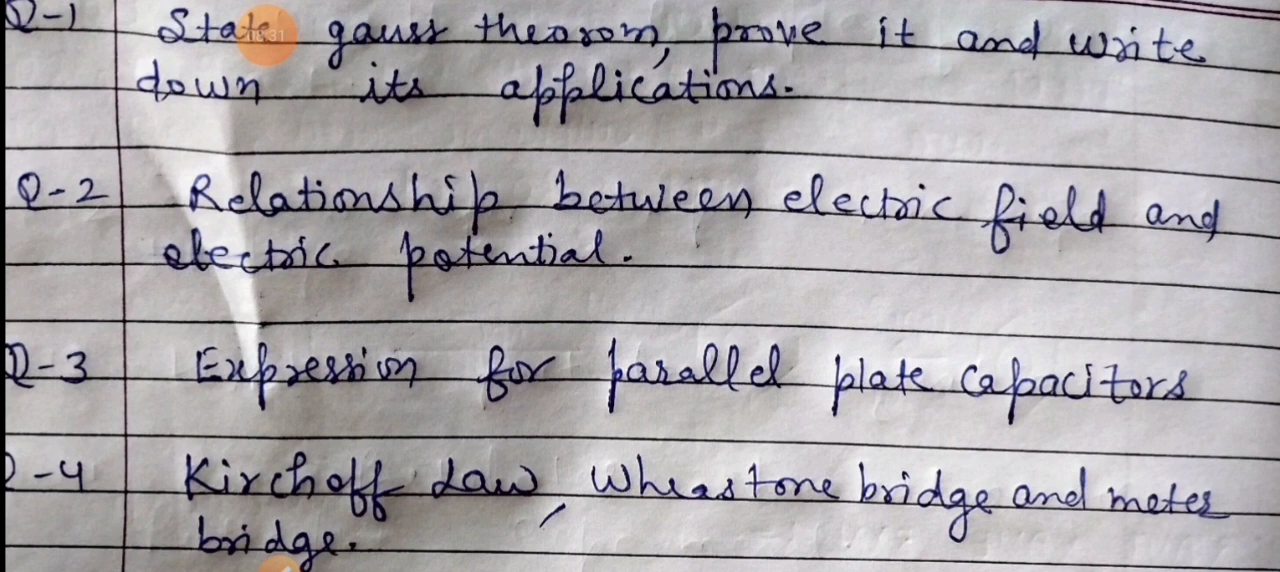 Q-1 State gauss theorom, prove it and write
down its applications.
Q-2 Relationship between electric field and
electric potential.
Q-3 Expression for parallel plate capacitors
Q-4 Kirchoff Law, Wheastone bridge and meter
bridge.